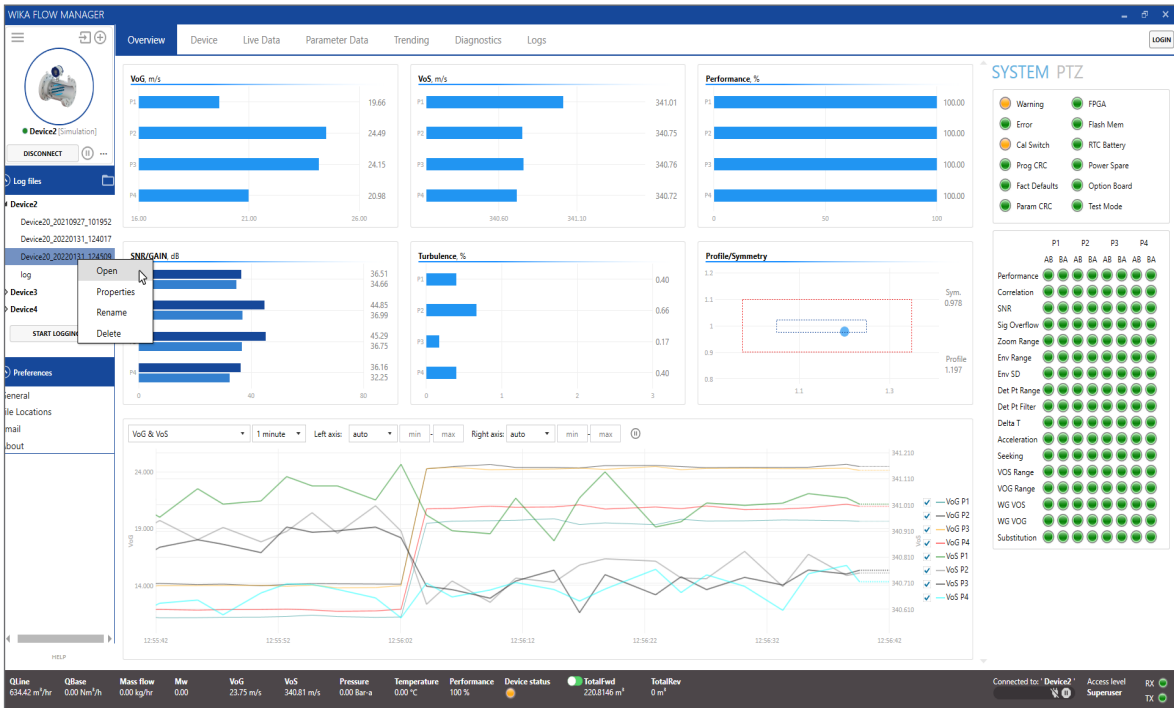 WIKA FLOW MANAGER
Overview Device Live Data Parameter Data Trending Diagnostics Logs LOGIN
Device2 [Simulation]
DISCONNECT ...
Log files
Device2
Device20_20210927_101952
Device20_20220131_124017
Device20_20220131_124509
log
Device3
Device4
START LOGGING
Open
Properties
Rename
Delete
Preferences
General
File Locations
mail
About
HELP
VoG, m/s
P1 19.66
P2 24.49
P3 24.15
P4 20.98
16.00 21.00 26.00
VoS, m/s
P1 341.01
P2 340.75
P3 340.76
P4 340.72
340.60 341.10
Performance, %
P1 100.00
P2 100.00
P3 100.00
P4 100.00
0 50 100
SNR/GAIN, dB
36.51
34.66
44.85
36.99
45.29
36.75
P4 36.16
32.25
0 40 80
Turbulence, %
P1 0.40
P2 0.66
P3 0.17
P4 0.40
0 1 2 3
Profile/Symmetry
1.2
1.1
1
0.9
0.8
1.1 1.3
Sym.
0.978
Profile
1.197
VoG & VoS 1 minute Left axis: auto min - max Right axis: auto min - max
24.000
19.000
14.000
VoG
341.210
341.110
341.010
340.910
340.810
340.710
340.610
VoS
12:55:42 12:55:52 12:56:02 12:56:12 12:56:22 12:56:32 12:56:42
VoG P1
VoG P2
VoG P3
VoG P4
VoS P1
VoS P2
VoS P3
VoS P4
SYSTEM PTZ
Warning FPGA
Error Flash Mem
Cal Switch RTC Battery
Prog CRC Power Spare
Fact Defaults Option Board
Param CRC Test Mode
P1 P2 P3 P4
AB BA AB BA AB BA AB BA
Performance
Correlation
SNR
Sig Overflow
Zoom Range
Env Range
Env SD
Det Pt Range
Det Pt Filter
Delta T
Acceleration
Seeking
VOS Range
VOG Range
WG VOS
WG VOG
Substitution
QLine QBase Mass flow Mw VoG VoS Pressure Temperature Performance Device status TotalFwd TotalRev
634.42 m³/hr 0.00 Nm³/h 0.00 kg/hr 0.00 23.75 m/s 340.81 m/s 0.00 Bar-a 0.00 °C 100 % 220.8146 m³ 0 m³
Connected to: ' Device2 ' Access level RX
Superuser TX